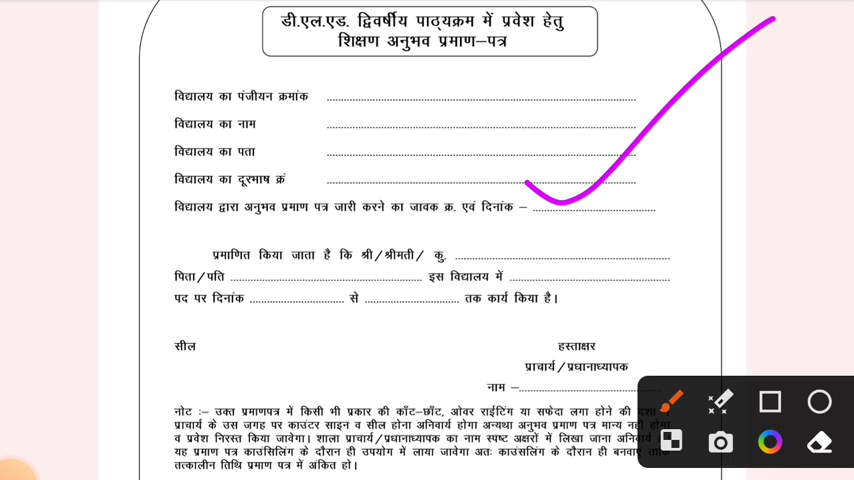 डी.एल.एड. द्विवर्षीय पाठ्यक्रम में प्रवेश हेतु
शिक्षण अनुभव प्रमाण–पत्र
विद्यालय का पंजीयन क्रमांक ....................
विद्यालय का नाम ....................
विद्यालय का पता ....................
विद्यालय का दूरभाष क्रं ....................
विद्यालय द्वारा अनुभव प्रमाण पत्र जारी करने का जावक क्र. एवं दिनांक – ....................
प्रमाणित किया जाता है कि श्री/श्रीमती/ कु. ....................
पिता/पति .................... इस विद्यालय में ....................
पद पर दिनांक .................... से .................... तक कार्य किया है।
सील हस्ताक्षर
प्राचार्य/प्रधानाध्यापक
नाम –....................
नोट :– उक्त प्रमाणपत्र में किसी भी प्रकार की काँट–छाँट, ओवर राईटिंग या सफेदा लगा होने की
प्राचार्य के उस जगह पर काउंटर साइन व सील होना अनिवार्य होगा अन्यथा अनुभव प्रमाण पत्र मान्य नहीं
व प्रवेश निरस्त किया जावेगा। शाला प्राचार्य/प्रधानाध्यापक का नाम स्पष्ट अक्षरों में लिखा जाना अनिवार्य
यह प्रमाण पत्र काउंसिलिंग के दौरान ही उपयोग में लाया जावेगा अतः काउंसलिंग के दौरान ही बनवाए
तत्कालीन तिथि प्रमाण पत्र में अंकित हो।